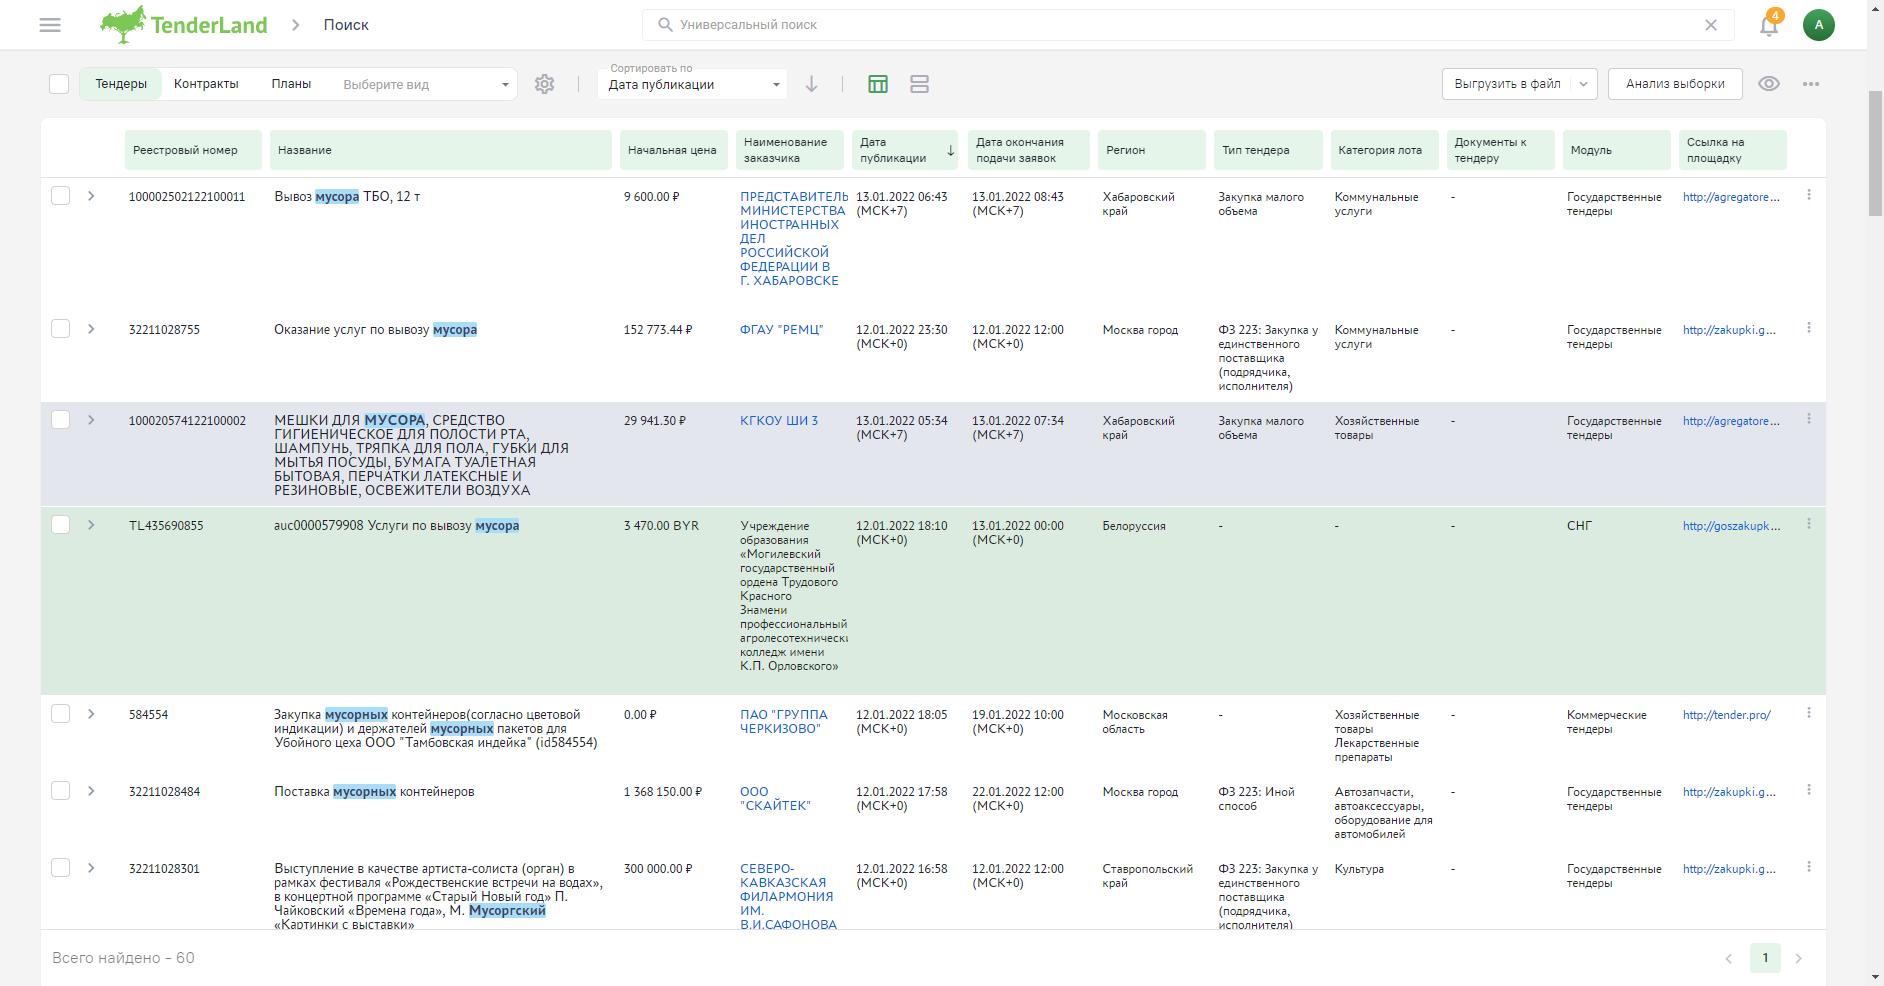 TenderLand
Поиск
Универсальный поиск
4
A
Тендеры
Контракты
Планы
Выберите вид
Сортировать по
Дата публикации
Выгрузить в файл
Анализ выборки
Реестровый номер
Название
Начальная цена
Наименование
заказчика
Дата
публикации
Дата окончания
подачи заявок
Регион
Тип тендера
Категория лота
Документы к
тендеру
Модуль
Ссылка на
площадку
100002502122100011
Вывоз мусора ТБО, 12 т
9 600.00 ₽
ПРЕДСТАВИТЕЛЬ
МИНИСТЕРСТВА
ИНОСТРАННЫХ
ДЕЛ
РОССИЙСКОЙ
ФЕДЕРАЦИИ В
Г. ХАБАРОВСКЕ
13.01.2022 06:43
(МСК+7)
13.01.2022 08:43
(МСК+7)
Хабаровский
край
Закупка малого
объема
Коммунальные
услуги
-
Государственные
тендеры
http://agregatore...
32211028755
Оказание услуг по вывозу мусора
152 773.44 ₽
ФГАУ "РЕМЦ"
12.01.2022 23:30
(МСК+0)
12.01.2022 12:00
(МСК+0)
Москва город
ФЗ 223: Закупка у
единственного
поставщика
(подрядчика,
исполнителя)
Коммунальные
услуги
-
Государственные
тендеры
http://zakupki.g...
100020574122100002
МЕШКИ ДЛЯ МУСОРА, СРЕДСТВО
ГИГИЕНИЧЕСКОЕ ДЛЯ ПОЛОСТИ РТА,
ШАМПУНЬ, ТРЯПКА ДЛЯ ПОЛА, ГУБКИ ДЛЯ
МЫТЬЯ ПОСУДЫ, БУМАГА ТУАЛЕТНАЯ
БЫТОВАЯ, ПЕРЧАТКИ ЛАТЕКСНЫЕ И
РЕЗИНОВЫЕ, ОСВЕЖИТЕЛИ ВОЗДУХА
29 941.30 ₽
КГКОУ ШИ 3
13.01.2022 05:34
(МСК+7)
13.01.2022 07:34
(МСК+7)
Хабаровский
край
Закупка малого
объема
Хозяйственные
товары
-
Государственные
тендеры
http://agregatore...
TL435690855
auc0000579908 Услуги по вывозу мусора
3 470.00 BYR
Учреждение
образования
«Могилевский
государственный
ордена Трудового
Красного
Знамени
профессиональный
агролесотехническ
колледж имени
К.П. Орловского»
12.01.2022 18:10
(МСК+0)
13.01.2022 00:00
(МСК+0)
Белоруссия
-
-
-
СНГ
http://goszakupk...
584554
Закупка мусорных контейнеров(согласно цветовой
индикации) и держателей мусорных пакетов для
Убойного цеха ООО "Тамбовская индейка" (id584554)
0.00 ₽
ПАО "ГРУППА
ЧЕРКИЗОВО"
12.01.2022 18:05
(МСК+0)
19.01.2022 10:00
(МСК+0)
Московская
область
-
Хозяйственные
товары
Лекарственные
препараты
-
Коммерческие
тендеры
http://tender.pro/
32211028484
Поставка мусорных контейнеров
1 368 150.00 ₽
ООО
"СКАЙТЕК"
12.01.2022 17:58
(МСК+0)
22.01.2022 12:00
(МСК+0)
Москва город
ФЗ 223: Иной
способ
Автозапчасти,
автоаксессуары,
оборудование для
автомобилей
-
Государственные
тендеры
http://zakupki.g...
32211028301
Выступление в качестве артиста-солиста (орган) в
рамках фестиваля «Рождественские встречи на водах»,
в концертной программе «Старый Новый год» П.
Чайковский «Времена года», М. Мусоргский
«Картинки с выставки»
300 000.00 ₽
СЕВЕРО-
КАВКАЗСКАЯ
ФИЛАРМОНИЯ
ИМ.
В.И.САФОНОВА
12.01.2022 16:58
(МСК+0)
12.01.2022 12:00
(МСК+0)
Ставропольский
край
ФЗ 223: Закупка у
единственного
поставщика
(подрядчика,
исполнителя)
Культура
-
Государственные
тендеры
http://zakupki.g...
Всего найдено - 60
1